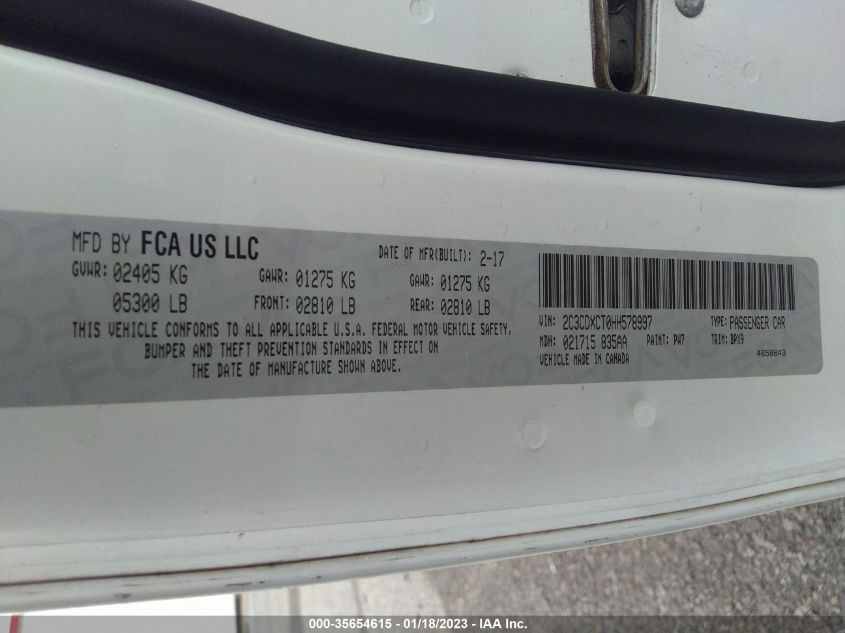 MFD BY FCA US LLC DATE OF MFR(BUILT): 2-17
GVWR: 02405 KG GAWR: 01275 KG GAWR: 01275 KG
05300 LB FRONT: 02810 LB REAR: 02810 LB
THIS VEHICLE CONFORMS TO ALL APPLICABLE U.S.A. FEDERAL MOTOR VEHICLE SAFETY,
BUMPER AND THEFT PREVENTION STANDARDS IN EFFECT ON
THE DATE OF MANUFACTURE SHOWN ABOVE.
VIN: 2C3CDXCT0HH578997 TYPE: PASSENGER CAR
MDH: 021715 835AA PAINT: PW7 TRIM: BPX9
VEHICLE MADE IN CANADA 4658843
000-35654615 - 01/18/2023 - IAA Inc.